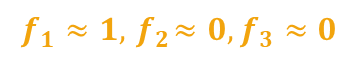 f₁ ≈ 1, f₂ ≈ 0, f₃ ≈ 0